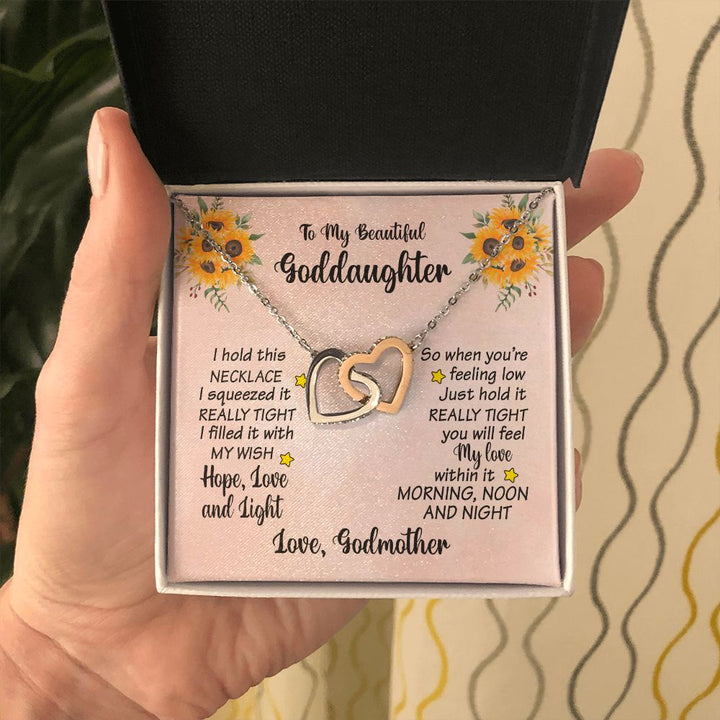 To My Beautiful
Goddaughter
I hold this
NECKLACE
I squeezed it
REALLY TIGHT
I filled it with
MY WISH
Hope, Love
and Light
So when you're
feeling low
Just hold it
REALLY TIGHT
you will feel
My love
within it
MORNING, NOON
AND NIGHT
Love, Godmother